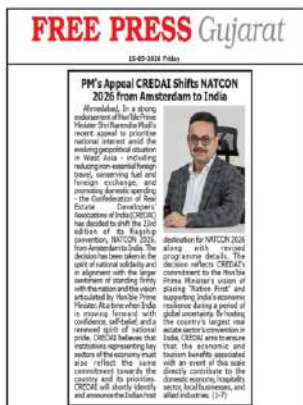 FREE PRESS Gujarat
15-05-2026 Friday
PM's Appeal CREDAI Shifts NATCON
2026 from Amsterdam to India
Ahmedabad, In a strong
endorsement of Hon'ble Prime
Minister Shri Narendra Modi's
recent appeal to prioritise
national interest amid the
evolving geopolitical situation
in West Asia - including
reducing non-essential foreign
travel, conserving fuel and
foreign exchange, and
promoting domestic spending
- the Confederation of Real
Estate Developers'
Associations of India (CREDAI)
has decided to shift the 23rd
edition of its flagship
convention, NATCON 2026,
from Amsterdam to India. The
decision has been taken in the
spirit of national solidarity and
in alignment with the larger
sentiment of standing firmly
with the nation and the vision
articulated by Hon'ble Prime
Minister. At a time when India
is moving forward with
confidence, self-belief, and a
renewed spirit of national
pride, CREDAI believes that
institutions representing key
sectors of the economy must
also reflect the same
commitment towards the
country and its priorities.
CREDAI will shortly identify
and announce the Indian host
destination for NATCON 2026
along with revised
programme details. The
decision reflects CREDAI's
commitment to the Hon'ble
Prime Minister's vision of
placing "Nation First" and
supporting India's economic
resilience during a period of
global uncertainty. By hosting
the country's largest real
estate sector's convention in
India, CREDAI aims to ensure
that the economic and
tourism benefits associated
with an event of this scale
directly contribute to the
domestic economy, hospitality
sector, local businesses, and
allied industries. (1-7)